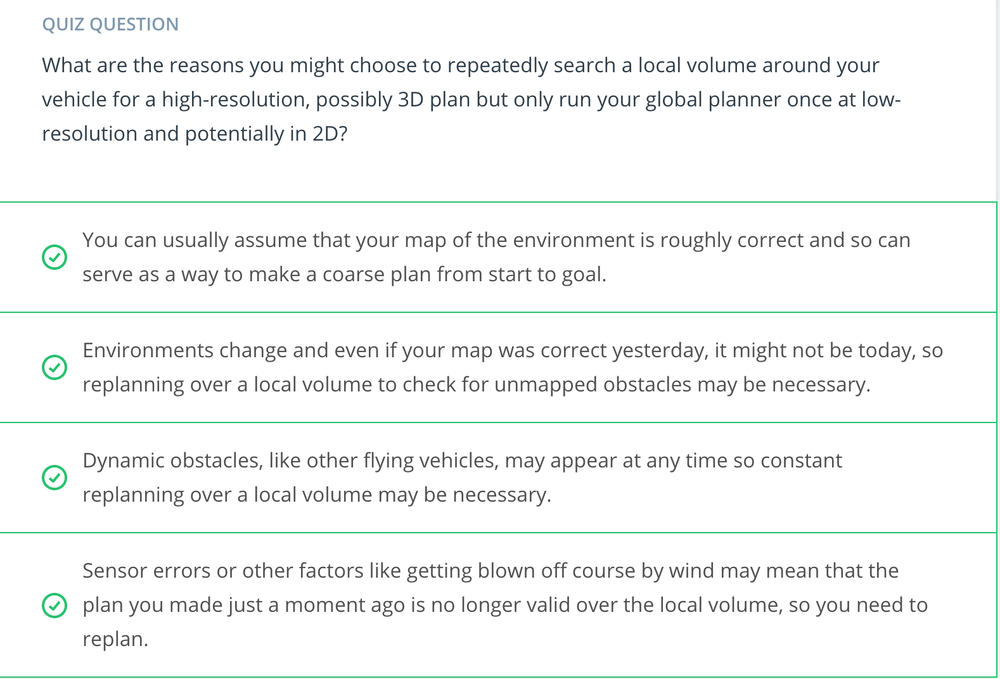 QUIZ QUESTION
What are the reasons you might choose to repeatedly search a local volume around your
vehicle for a high-resolution, possibly 3D plan but only run your global planner once at low-
resolution and potentially in 2D?
You can usually assume that your map of the environment is roughly correct and so can
serve as a way to make a coarse plan from start to goal.
Environments change and even if your map was correct yesterday, it might not be today, so
replanning over a local volume to check for unmapped obstacles may be necessary.
Dynamic obstacles, like other flying vehicles, may appear at any time so constant
replanning over a local volume may be necessary.
Sensor errors or other factors like getting blown off course by wind may mean that the
plan you made just a moment ago is no longer valid over the local volume, so you need to
replan.